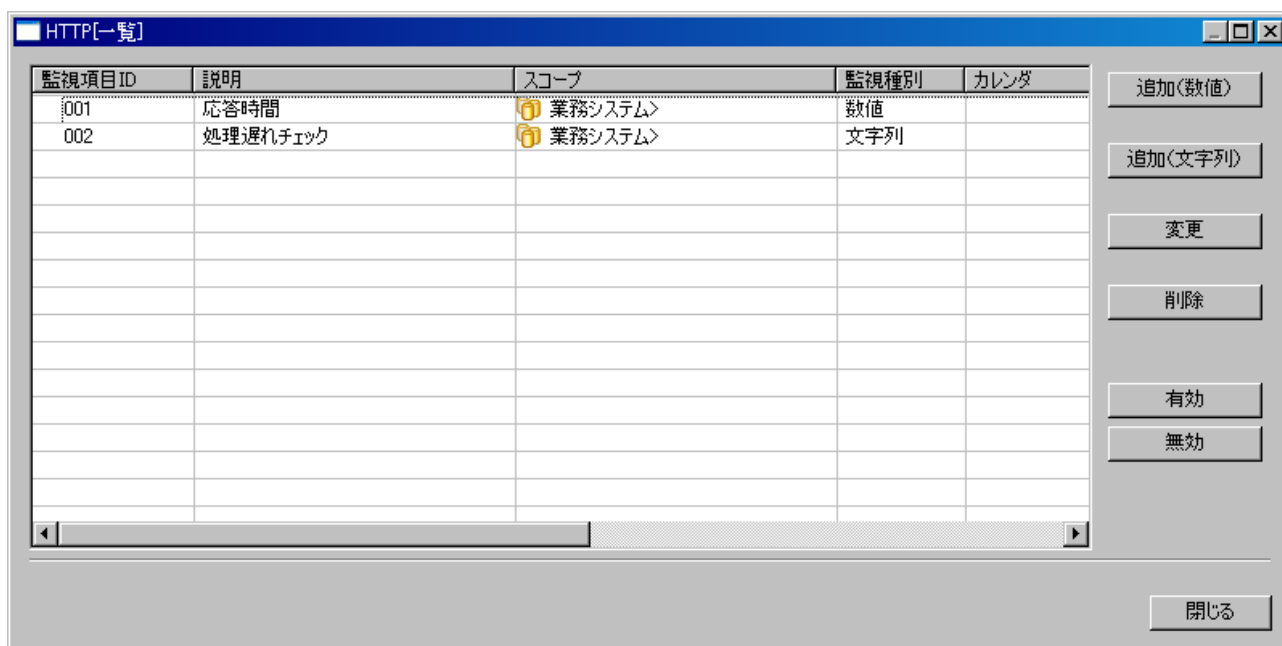 HTTP[一覧]
監視項目ID 説明 スコープ 監視種別 カレンダ
001 応答時間 業務システム> 数値
002 処理遅れチェック 業務システム> 文字列
追加(数値)
追加(文字列)
変更
削除
有効
無効
閉じる